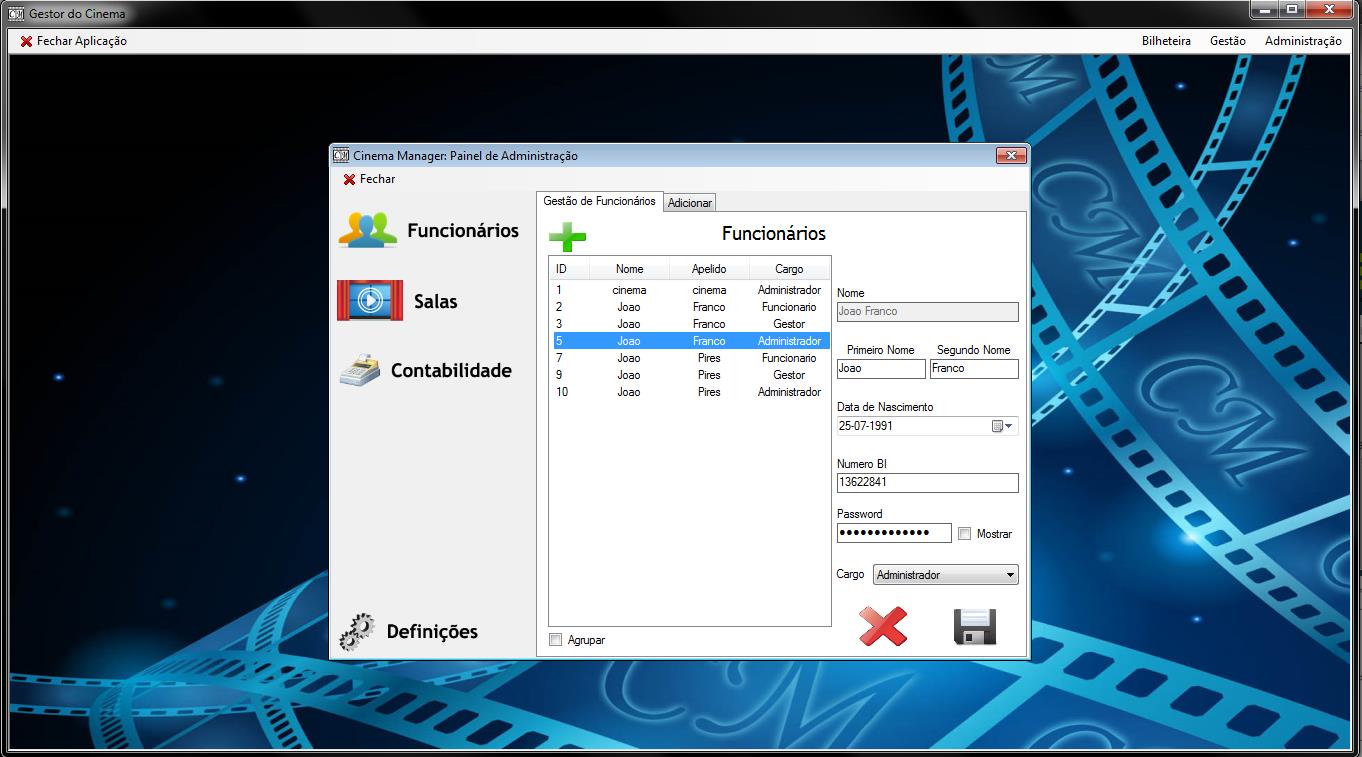 Gestor do Cinema
Fechar Aplicação
Bilheteira Gestão Administração
Cinema Manager: Painel de Administração
Fechar
Funcionários
Salas
Contabilidade
Definições
Gestão de Funcionários Adicionar
Funcionários
ID Nome Apelido Cargo
1 cinema cinema Administrador
2 Joao Franco Funcionario
3 Joao Franco Gestor
5 Joao Franco Administrador
7 Joao Pires Funcionario
9 Joao Pires Gestor
10 Joao Pires Administrador
Agrupar
Nome
Joao Franco
Primeiro Nome Segundo Nome
Joao Franco
Data de Nascimento
25-07-1991
Numero BI
13622841
Password
●●●●●●●●●●●●●
Mostrar
Cargo Administrador
CM
CM
CM
CM